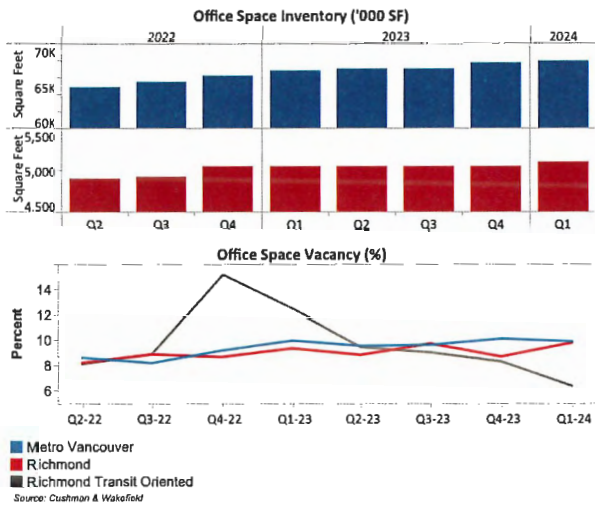 Office Space Inventory ('000 SF)
2022 2023 2024
Square Feet
70K
65K
60K
Square Feet
5,500
5,000
4.500
Q2 Q3 Q4 Q1 Q2 Q3 Q4 Q1
Office Space Vacancy (%)
Percent
14
12
10
8
6
Q2-22 Q3-22 Q4-22 Q1-23 Q2-23 Q3-23 Q4-23 Q1-24
Metro Vancouver
Richmond
Richmond Transit Oriented
Source: Cushman & Wakefield